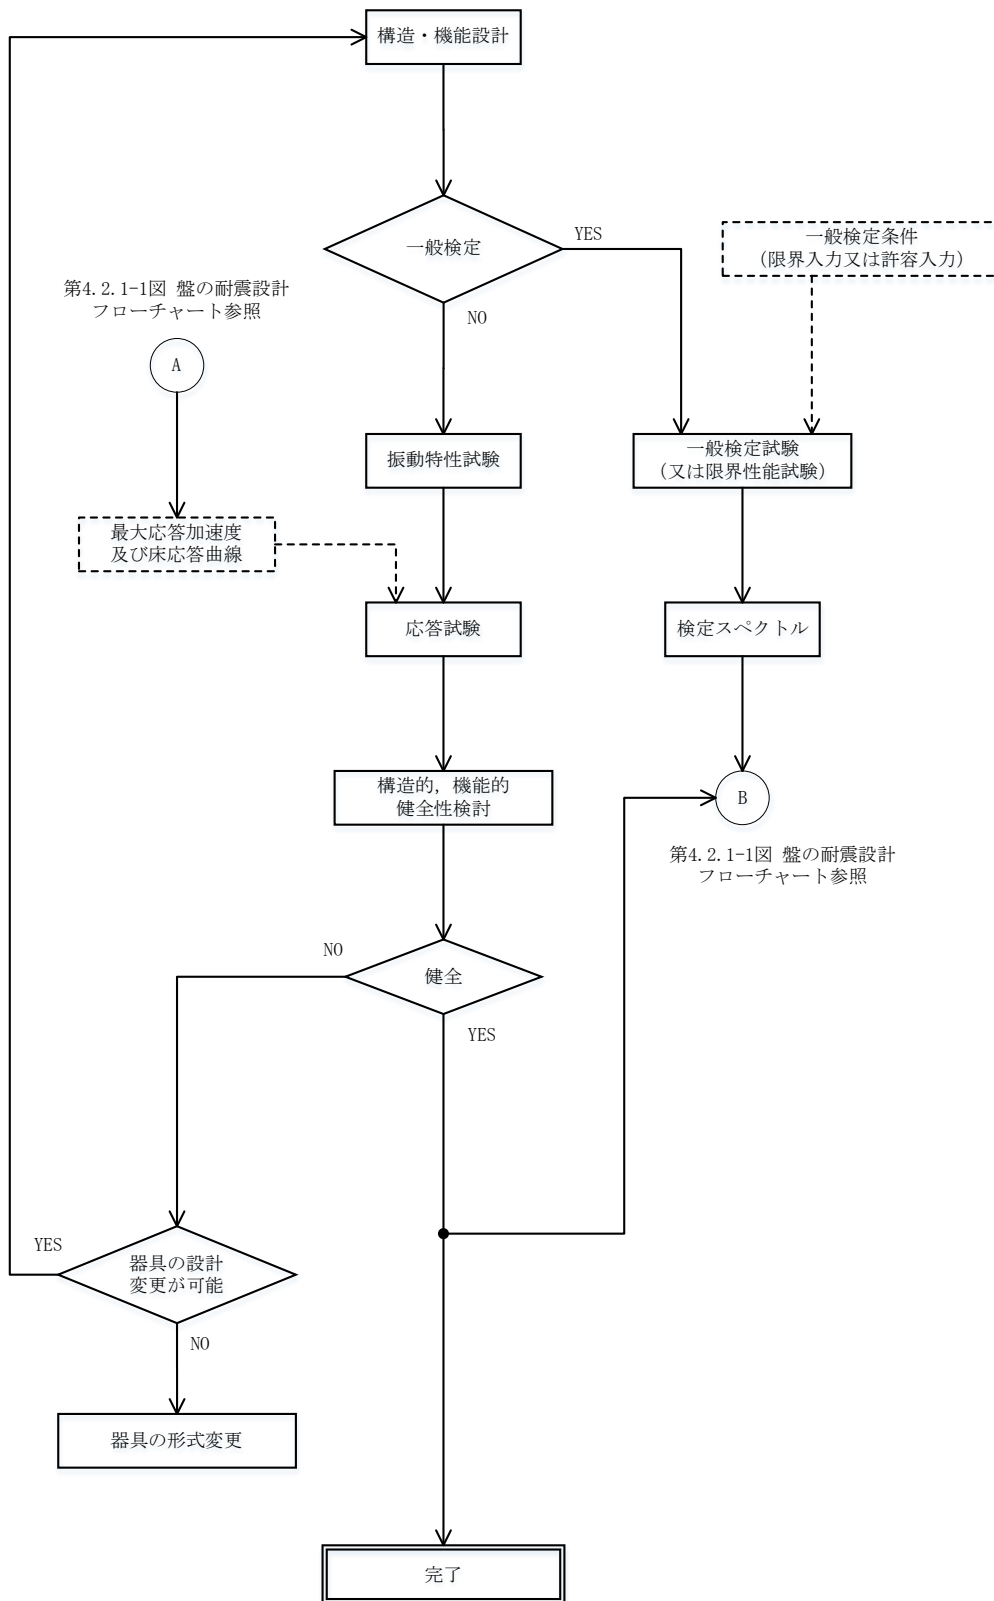 構造・機能設計
一般検定
YES
一般検定条件
（限界入力又は許容入力）
第4.2.1-1図 盤の耐震設計
フローチャート参照
NO
A
振動特性試験
一般検定試験
（又は限界性能試験）
最大応答加速度
及び床応答曲線
応答試験
検定スペクトル
構造的，機能的
健全性検討
B
第4.2.1-1図 盤の耐震設計
フローチャート参照
NO
健全
YES
YES
器具の設計
変更が可能
NO
器具の形式変更
完了